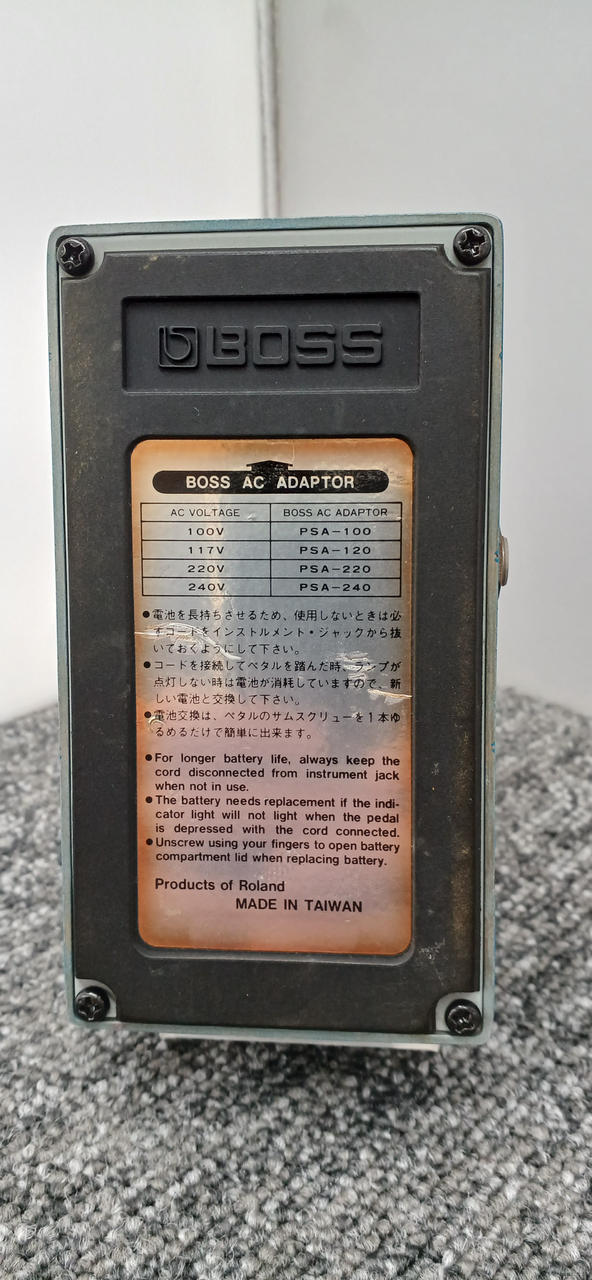 BOSS
BOSS AC ADAPTOR
AC VOLTAGE BOSS AC ADAPTOR
100V PSA-100
117V PSA-120
220V PSA-220
240V PSA-240
●電池を長持ちさせるため、使用しないときは必
ずコードをインストルメント・ジャックから抜
いておくようにして下さい。
●コードを接続してペタルを踏んだ時、ランプが
点灯しない時は電池が消耗していますので、新
しい電池と交換して下さい。
●電池交換は、ペタルのサムスクリューを1本ゆ
るめるだけで簡単に出来ます。
●For longer battery life, always keep the
cord disconnected from instrument jack
when not in use.
●The battery needs replacement if the indi-
cator light will not light when the pedal
is depressed with the cord connected.
●Unscrew using your fingers to open battery
compartment lid when replacing battery.
Products of Roland
MADE IN TAIWAN